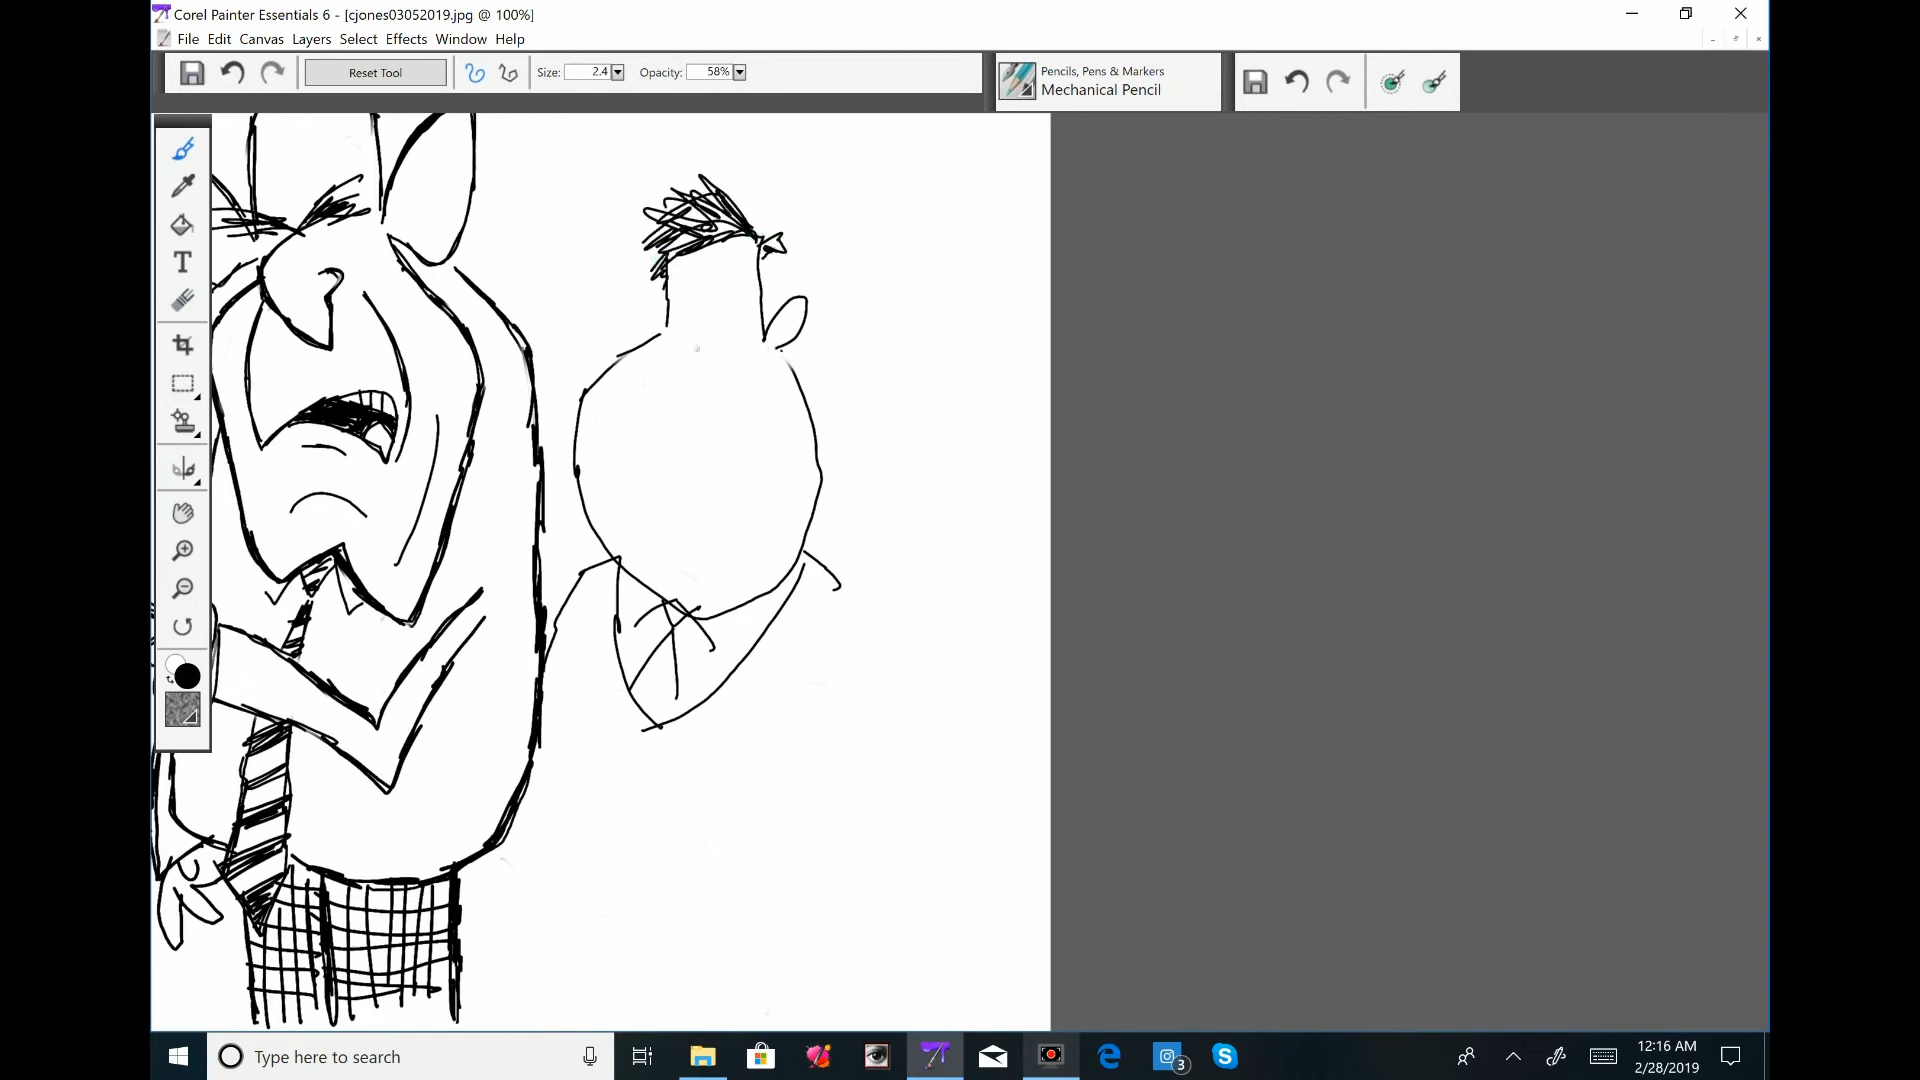 Corel Painter Essentials 6 - [cjones03052019.jpg @ 100%]
File Edit Canvas Layers Select Effects Window Help
Reset Tool Size: 2.4 Opacity: 58%
Pencils, Pens & Markers
Mechanical Pencil
T
Type here to search
3
12:16 AM
2/28/2019